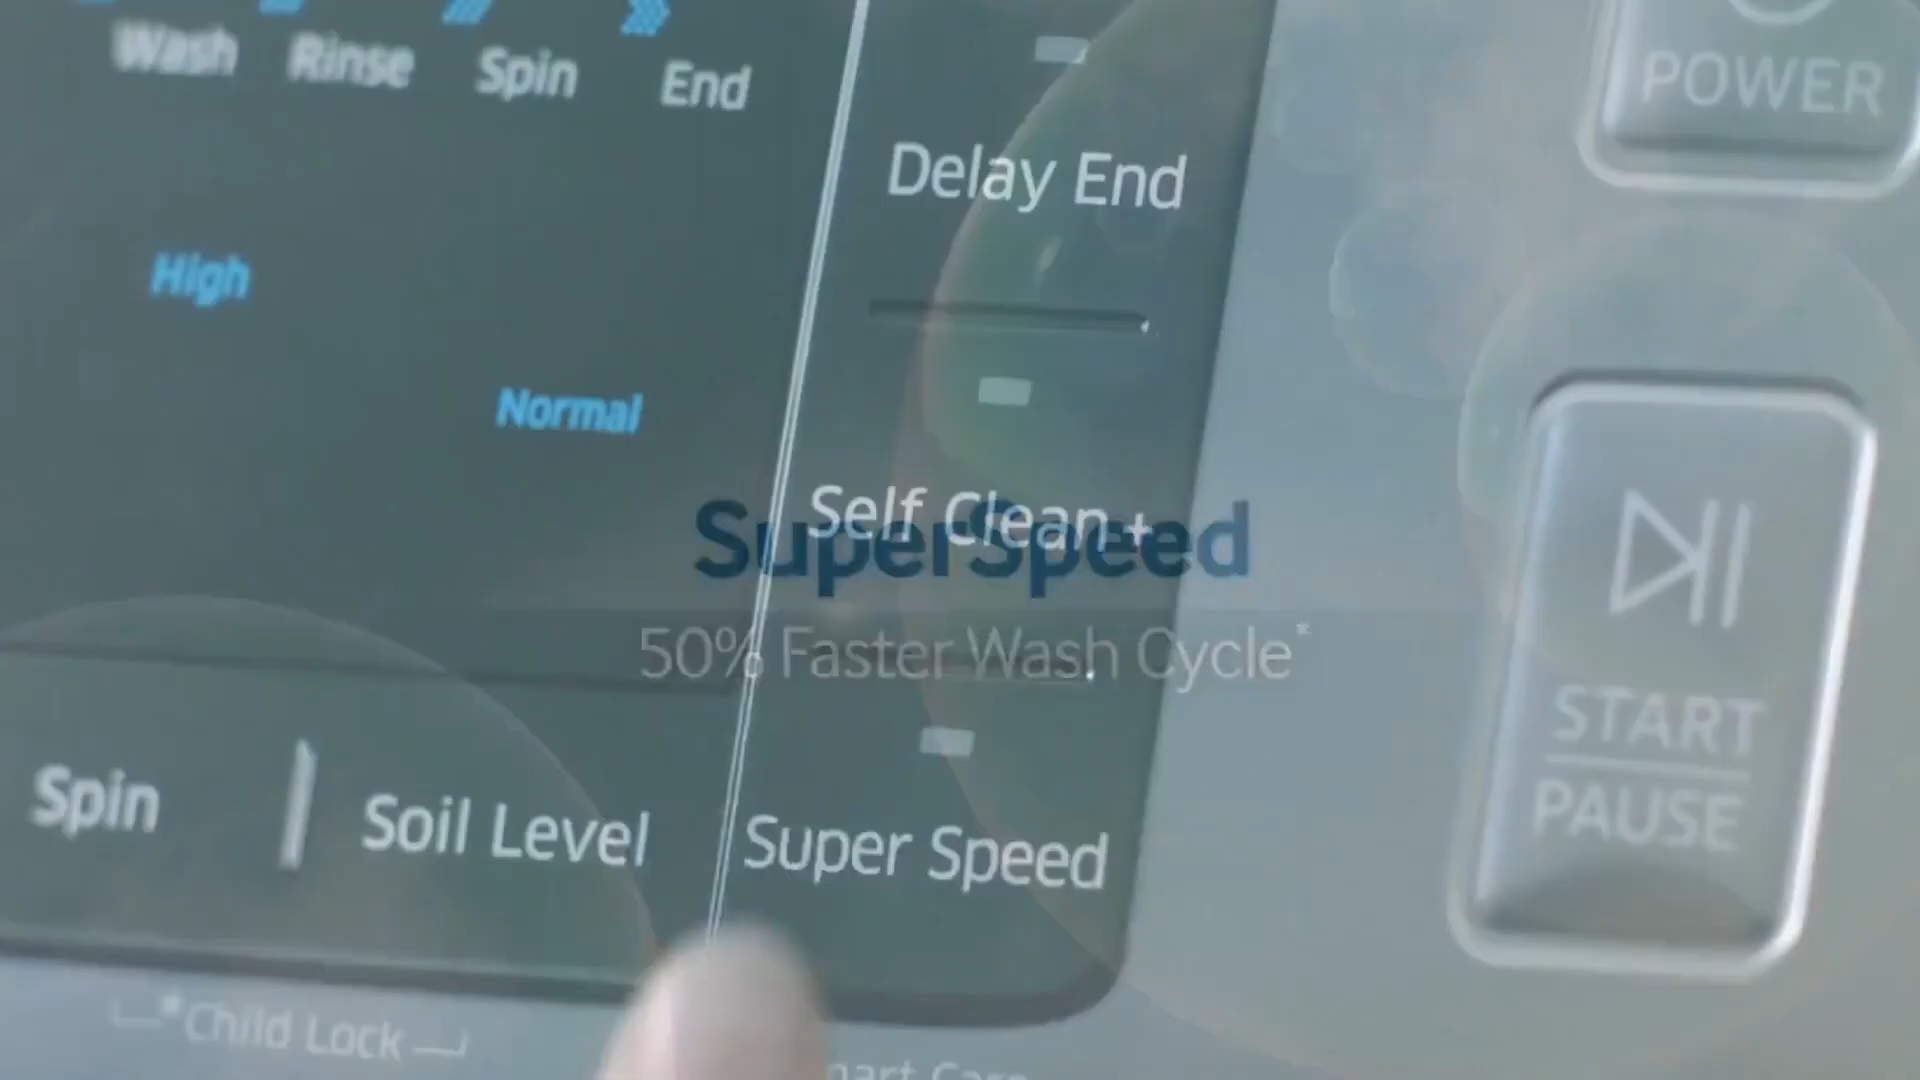 Wash Rinse Spin End
POWER
Delay End
High
Normal
Self Clean+
SuperSpeed
50% Faster Wash Cycle*
START
PAUSE
Spin | Soil Level
Super Speed
*Child Lock